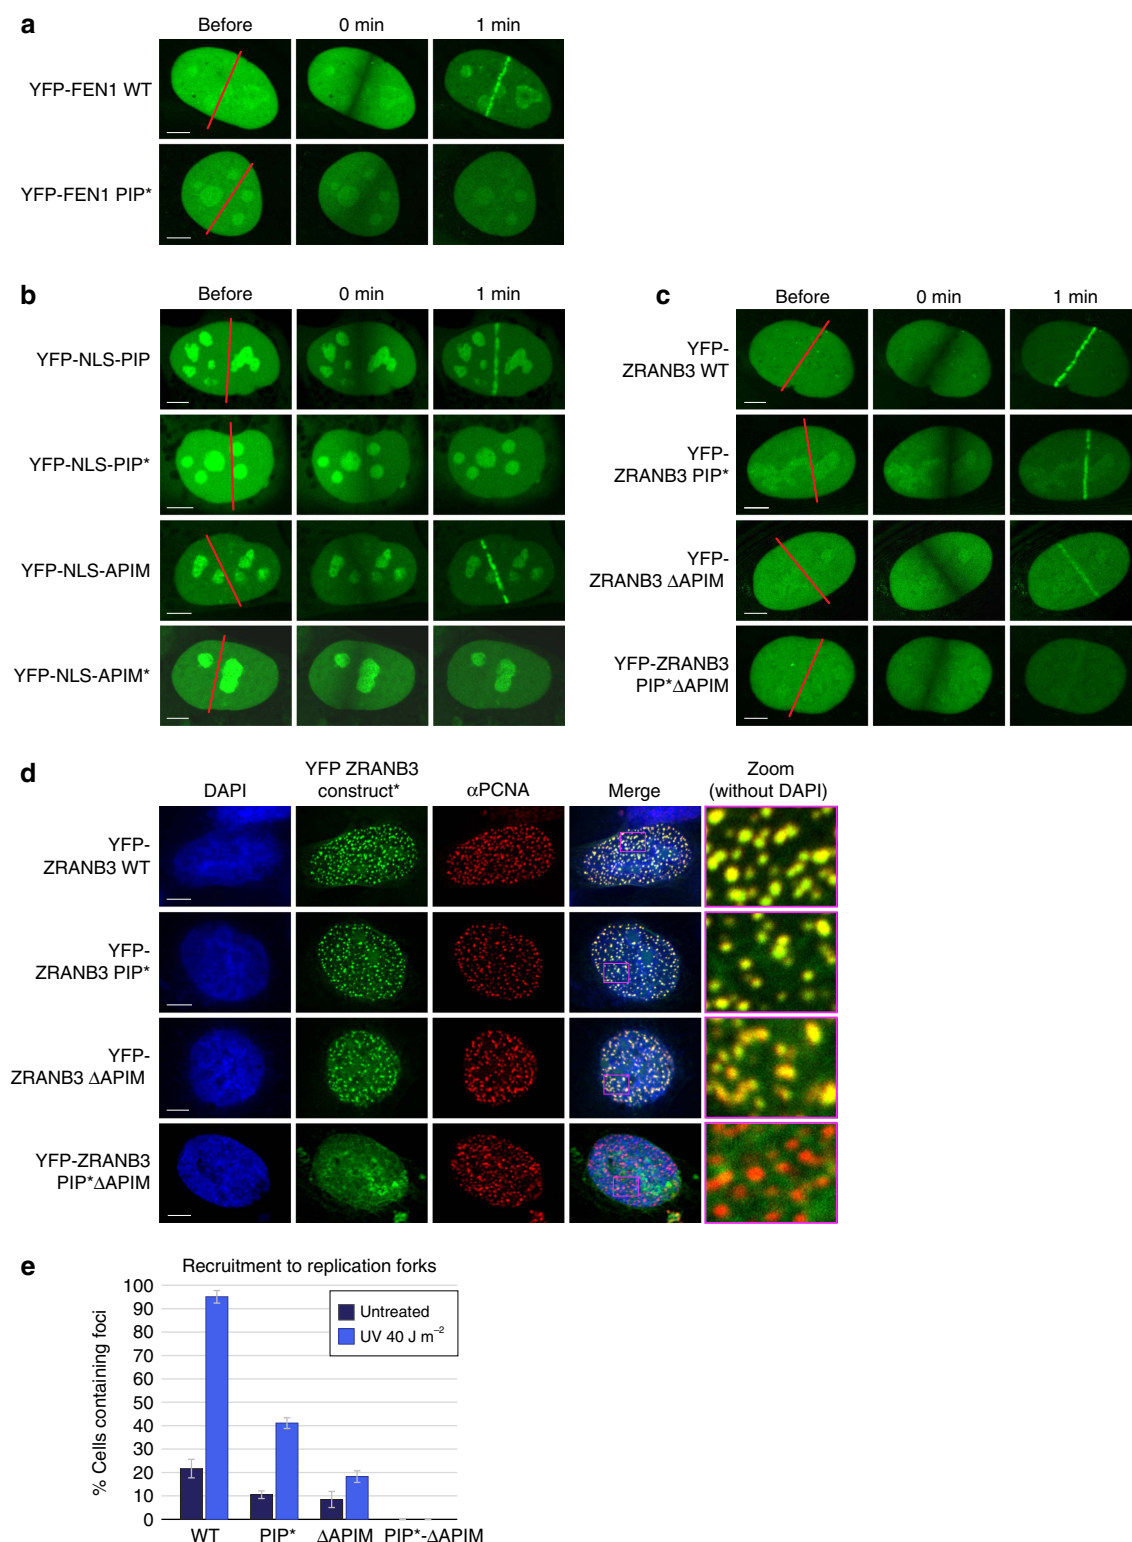 a
Before 0 min 1 min
YFP-FEN1 WT
YFP-FEN1 PIP*
b
Before 0 min 1 min
YFP-NLS-PIP
YFP-NLS-PIP*
YFP-NLS-APIM
YFP-NLS-APIM*
c
Before 0 min 1 min
YFP-
ZRANB3 WT
YFP-
ZRANB3 PIP*
YFP-
ZRANB3 ΔAPIM
YFP-ZRANB3
PIP*ΔAPIM
d
DAPI
YFP ZRANB3
construct*
αPCNA
Merge
Zoom
(without DAPI)
YFP-
ZRANB3 WT
YFP-
ZRANB3 PIP*
YFP-
ZRANB3 ΔAPIM
YFP-ZRANB3
PIP*ΔAPIM
e
Recruitment to replication forks
% Cells containing foci
100
90
80
70
60
50
40
30
20
10
0
Untreated
UV 40 J m⁻²
WT PIP* ΔAPIM PIP*-ΔAPIM